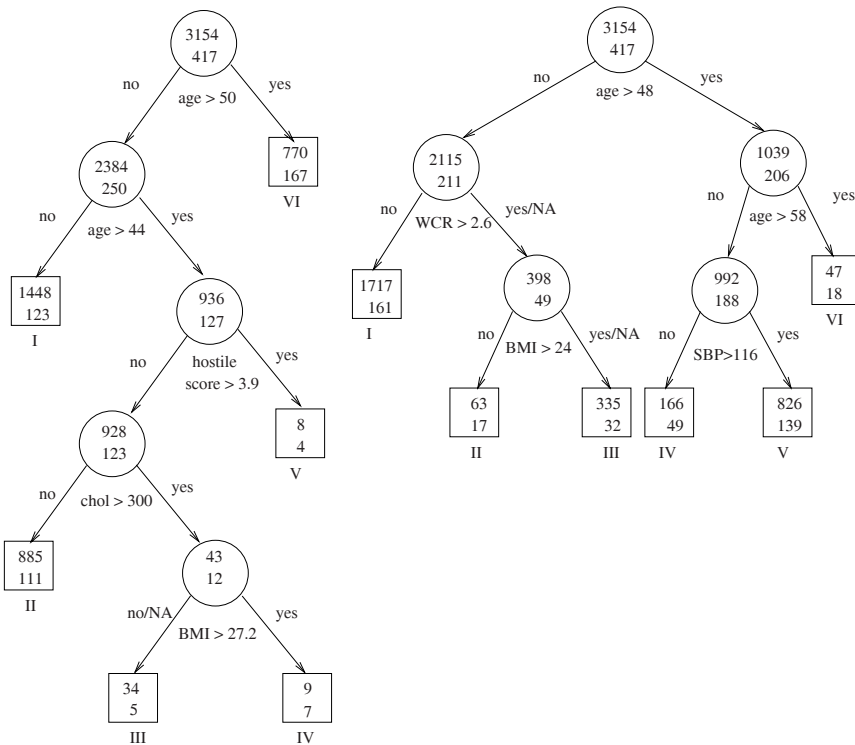 3154
417
no
yes
age > 50
2384
250
770
167
VI
no
yes
age > 44
1448
123
I
936
127
no
hostile
score > 3.9
yes
928
123
8
4
V
no
yes
chol > 300
885
111
II
43
12
no/NA
yes
BMI > 27.2
34
5
III
9
7
IV
3154
417
no
yes
age > 48
2115
211
1039
206
no
WCR > 2.6
yes/NA
no
yes
age > 58
1717
161
I
398
49
992
188
47
18
VI
no
BMI > 24
yes/NA
no
SBP>116
yes
63
17
II
335
32
III
166
49
IV
826
139
V